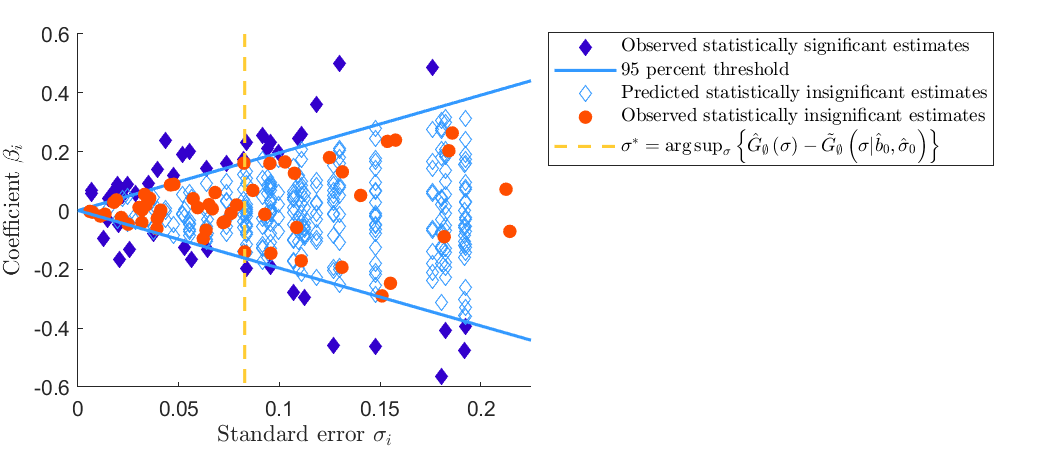 0.6
0.4
0.2
0
-0.2
-0.4
-0.6
Coefficient βᵢ
0
0.05
0.1
0.15
0.2
Standard error σᵢ
Observed statistically significant estimates
95 percent threshold
Predicted statistically insignificant estimates
Observed statistically insignificant estimates
σ* = arg sup_σ { Ĝ_∅ (σ) − G̃_∅ (σ|b̂₀, σ̂₀) }